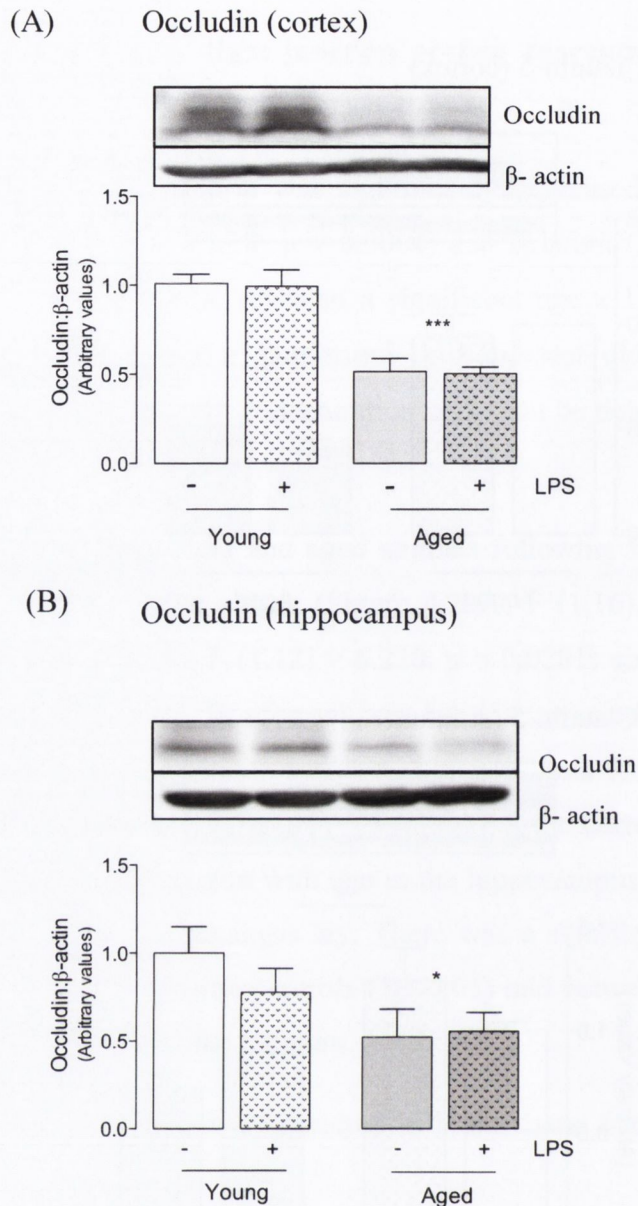 (A) Occludin (cortex)
Occludin
β- actin
1.5
1.0
0.5
0.0
Occludin:β-actin
(Arbitrary values)
***
- + - + LPS
Young Aged
(B) Occludin (hippocampus)
Occludin
β- actin
1.5
1.0
0.5
0.0
Occludin:β-actin
(Arbitrary values)
*
- + - + LPS
Young Aged